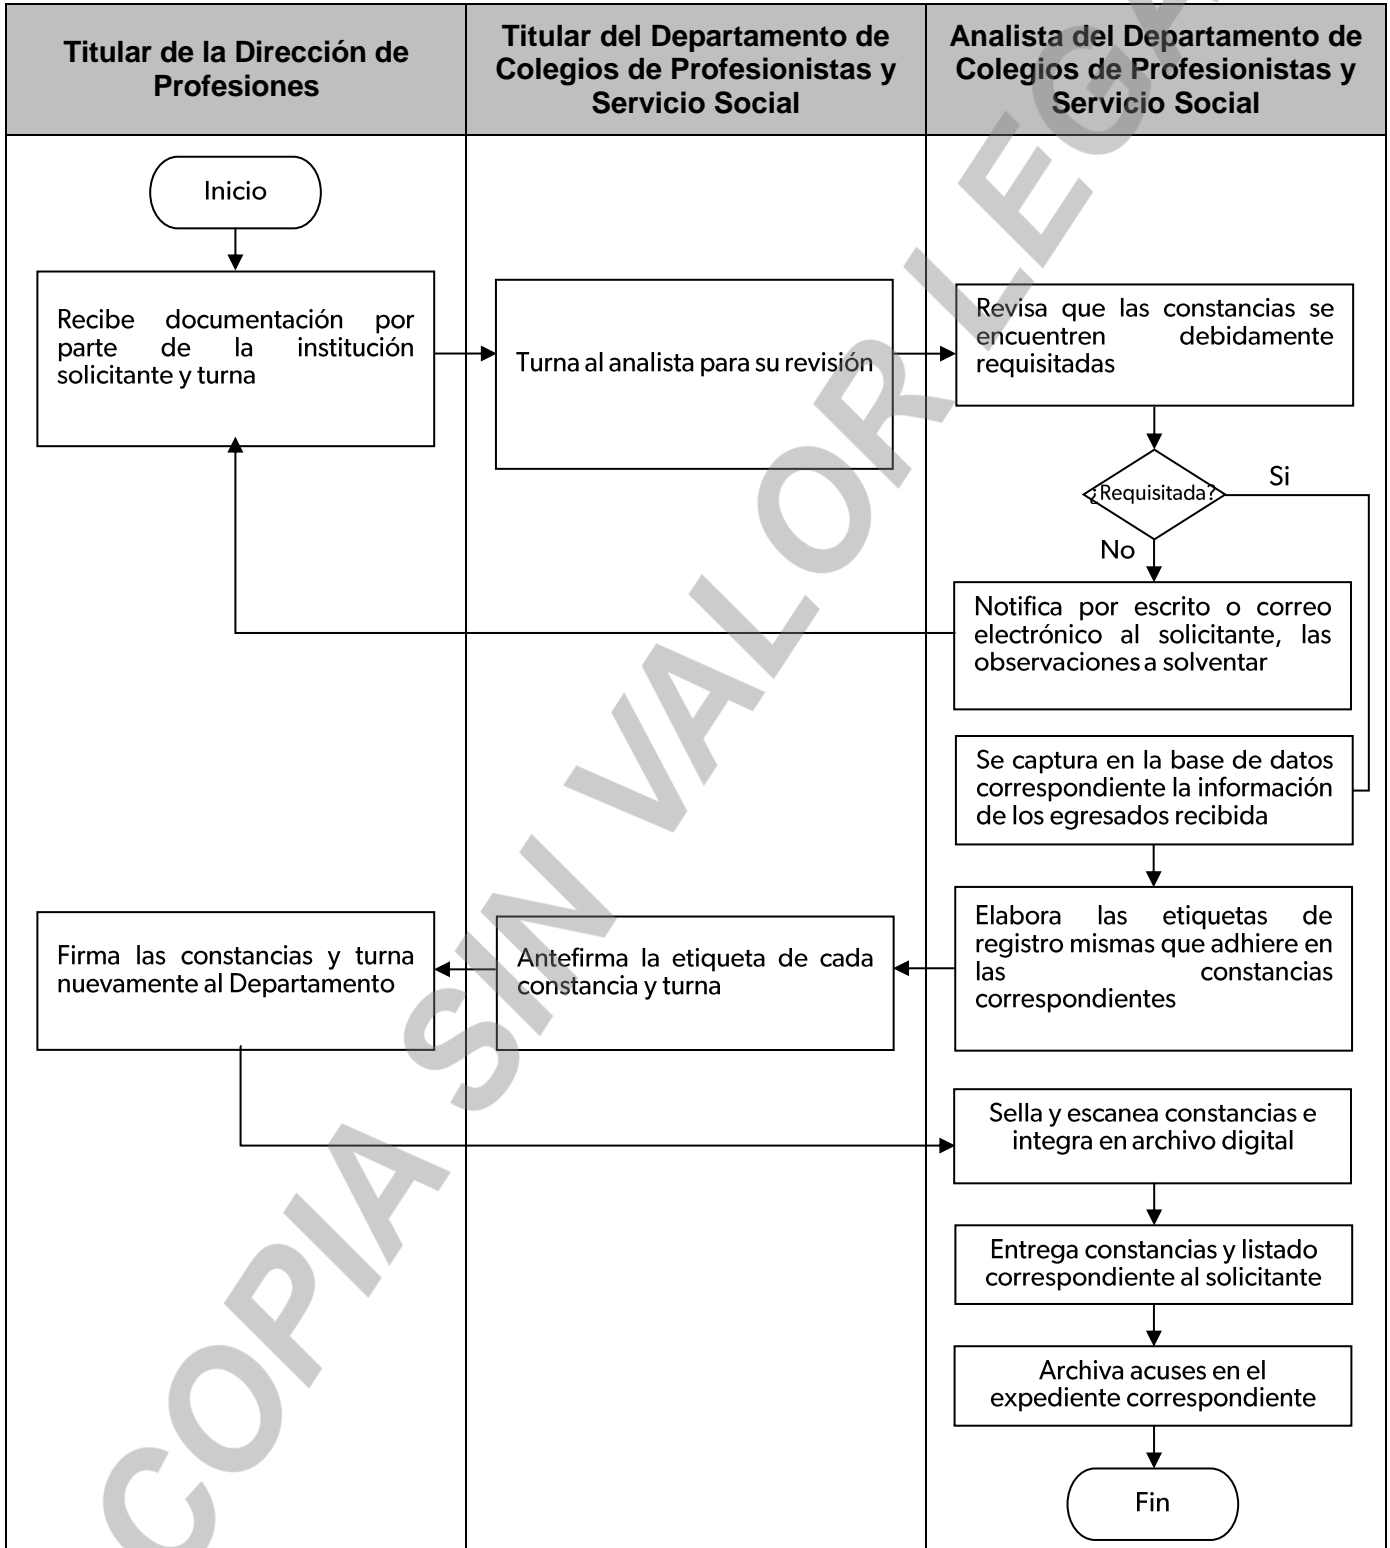 Titular de la Dirección de
Profesiones
Titular del Departamento de
Colegios de Profesionistas y
Servicio Social
Analista del Departamento de
Colegios de Profesionistas y
Servicio Social
Inicio
Recibe documentación por
parte de la institución
solicitante y turna
Turna al analista para su revisión
Revisa que las constancias se
encuentren debidamente
requisitadas
¿Requisitada?
Si
No
Notifica por escrito o correo
electrónico al solicitante, las
observaciones a solventar
Se captura en la base de datos
correspondiente la información
de los egresados recibida
Elabora las etiquetas de
registro mismas que adhiere en
las constancias
correspondientes
Antefirma la etiqueta de cada
constancia y turna
Firma las constancias y turna
nuevamente al Departamento
Sella y escanea constancias e
integra en archivo digital
Entrega constancias y listado
correspondiente al solicitante
Archiva acuses en el
expediente correspondiente
Fin
COPIA SIN VALOR LEGA